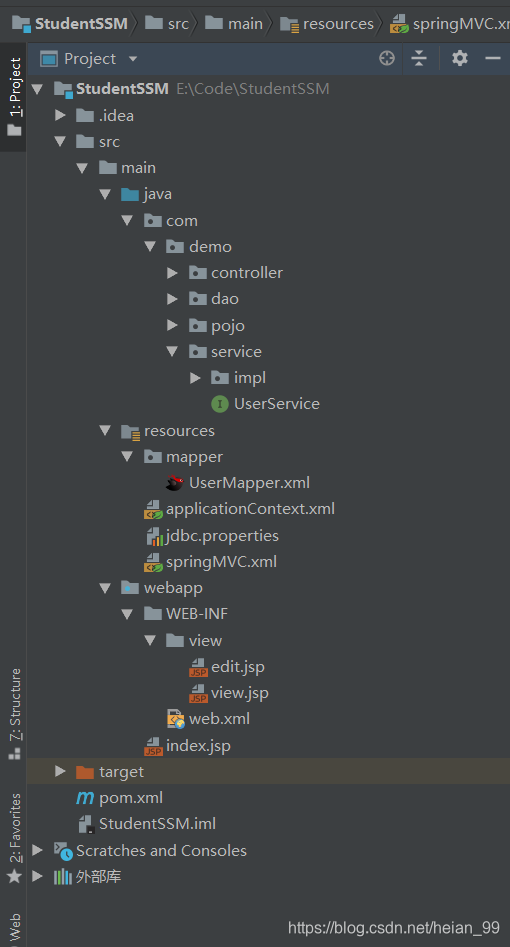 StudentSSM src main resources springMVC.x
Project
StudentSSM E:\Code\StudentSSM
.idea
src
main
java
com
demo
controller
dao
pojo
service
impl
I UserService
resources
mapper
UserMapper.xml
applicationContext.xml
jdbc.properties
springMVC.xml
webapp
WEB-INF
view
JSP edit.jsp
JSP view.jsp
web.xml
JSP index.jsp
target
m pom.xml
StudentSSM.iml
Scratches and Consoles
外部库
1: Project
7: Structure
2: Favorites
Web
https://blog.csdn.net/heian_99